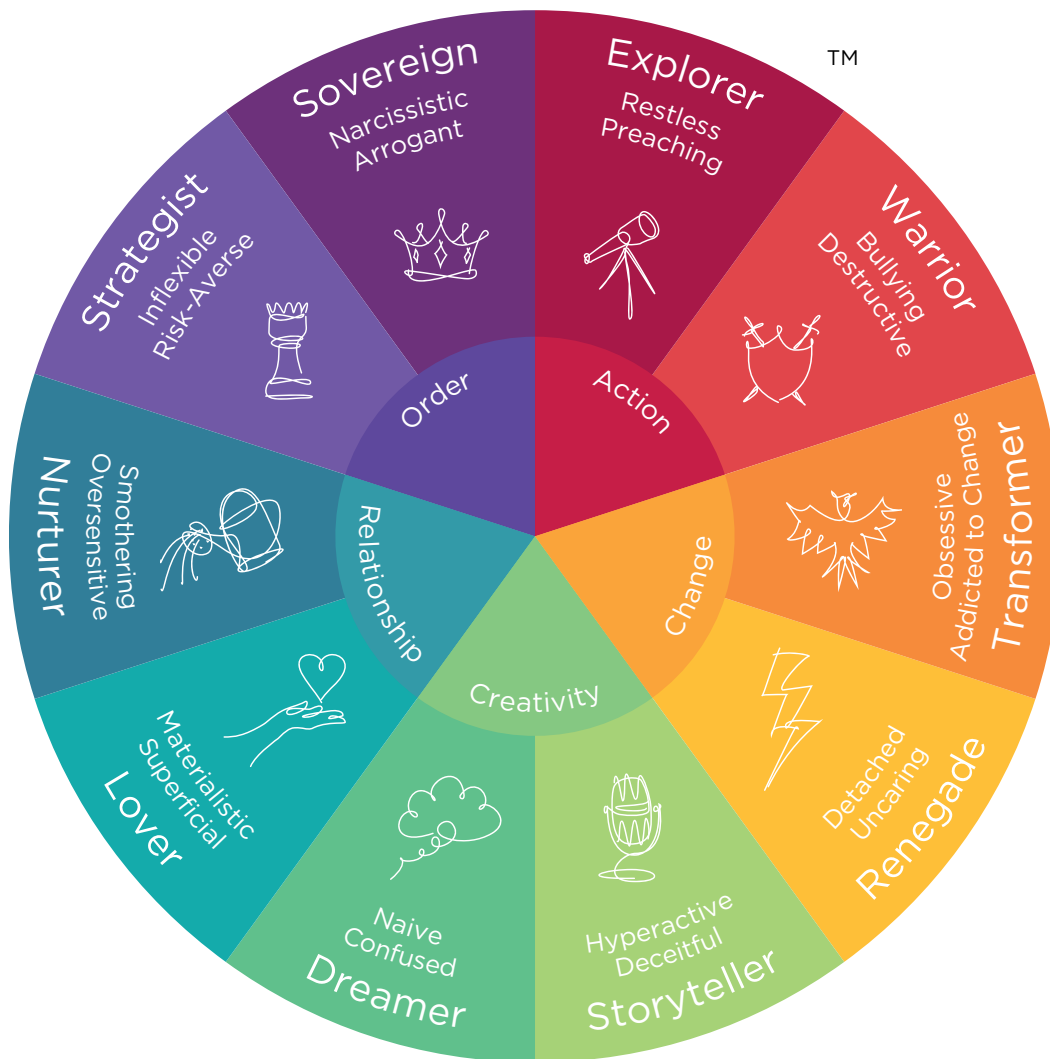 TM
Explorer
Restless
Preaching
Warrior
Bullying
Destructive
Transformer
Obsessive
Addicted to Change
Renegade
Detached
Uncaring
Storyteller
Hyperactive
Deceitful
Dreamer
Naive
Confused
Lover
Materialistic
Superficial
Nurturer
Smothering
Oversensitive
Strategist
Inflexible
Risk-Averse
Sovereign
Narcissistic
Arrogant
Action
Change
Creativity
Relationship
Order